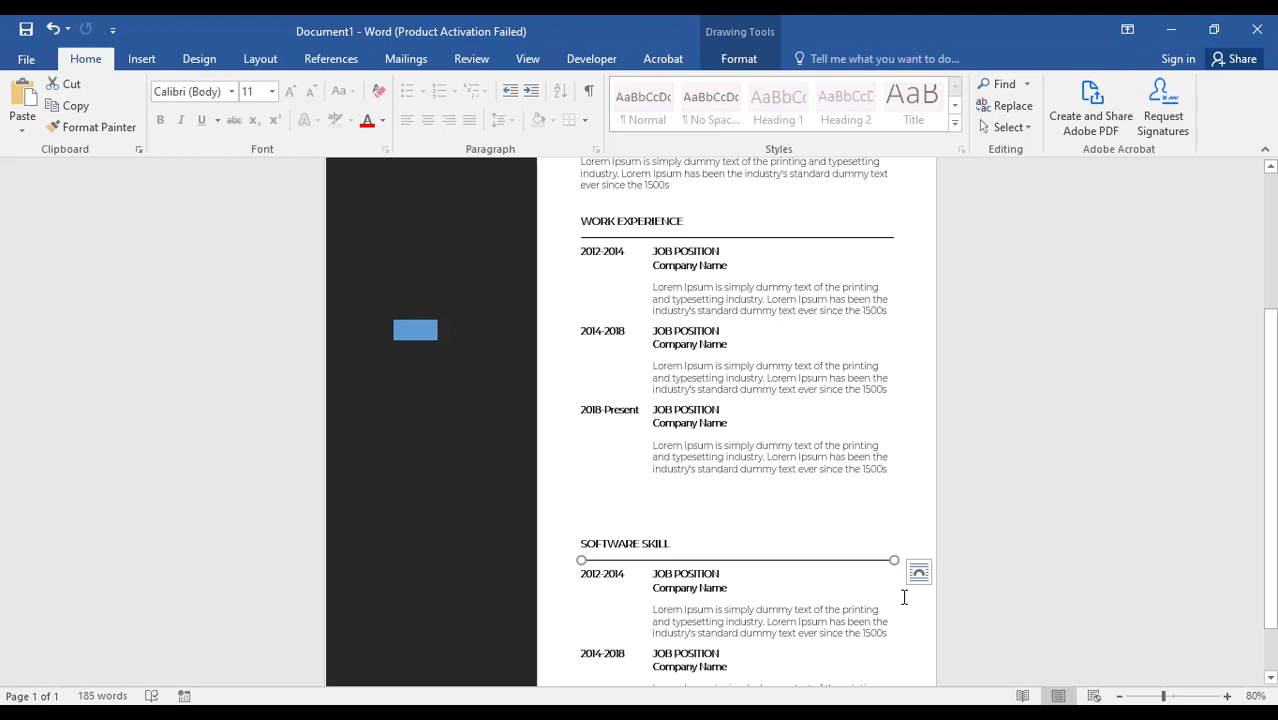 Document1 - Word (Product Activation Failed)
Drawing Tools
File Home Insert Design Layout References Mailings Review View Developer Acrobat Format Tell me what you want to do... Sign in Share
Paste
Cut
Copy
Format Painter
Clipboard
Calibri (Body) 11
Font
Paragraph
AaBbCcDc AaBbCcDc AaBbCc AaBbCcD AaB
¶ Normal ¶ No Spac... Heading 1 Heading 2 Title
Styles
Find
Replace
Select
Editing
Create and Share
Adobe PDF
Request
Signatures
Adobe Acrobat
Lorem Ipsum is simply dummy text of the printing and typesetting
industry. Lorem Ipsum has been the industry's standard dummy text
ever since the 1500s
WORK EXPERIENCE
2012-2014 JOB POSITION
Company Name
Lorem Ipsum is simply dummy text of the printing
and typesetting industry. Lorem Ipsum has been the
industry's standard dummy text ever since the 1500s
2014-2018 JOB POSITION
Company Name
Lorem Ipsum is simply dummy text of the printing
and typesetting industry. Lorem Ipsum has been the
industry's standard dummy text ever since the 1500s
2018-Present JOB POSITION
Company Name
Lorem Ipsum is simply dummy text of the printing
and typesetting industry. Lorem Ipsum has been the
industry's standard dummy text ever since the 1500s
SOFTWARE SKILL
2012-2014 JOB POSITION
Company Name
Lorem Ipsum is simply dummy text of the printing
and typesetting industry. Lorem Ipsum has been the
industry's standard dummy text ever since the 1500s
2014-2018 JOB POSITION
Company Name
Page 1 of 1 185 words 80%